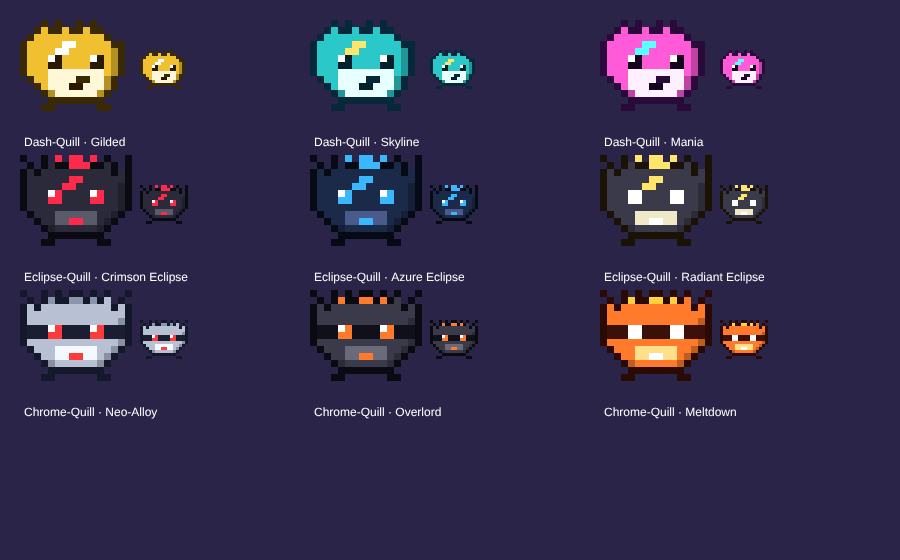 Dash-Quill · Gilded
Dash-Quill · Skyline
Dash-Quill · Mania
Eclipse-Quill · Crimson Eclipse
Eclipse-Quill · Azure Eclipse
Eclipse-Quill · Radiant Eclipse
Chrome-Quill · Neo-Alloy
Chrome-Quill · Overlord
Chrome-Quill · Meltdown